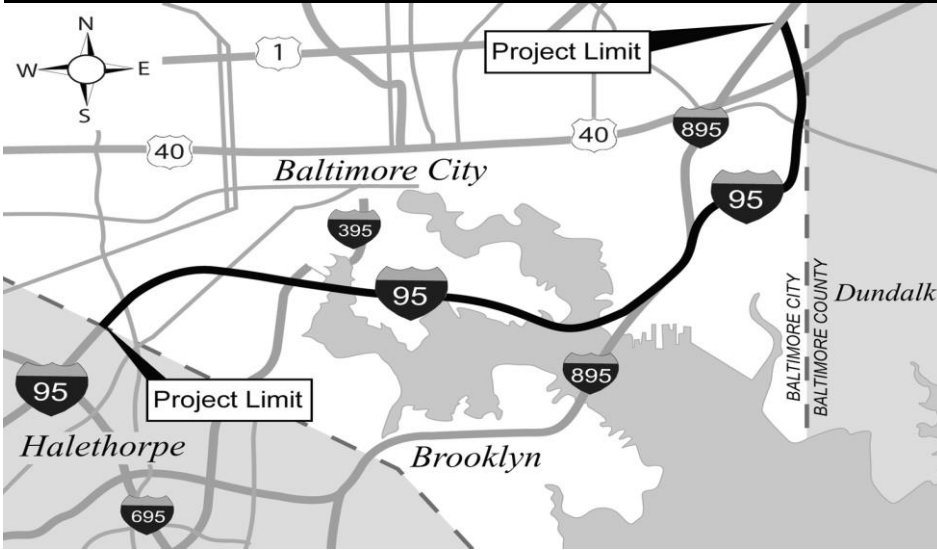 N
W E
S
1
Project Limit
40
40
895
Baltimore City
95
395
95
BALTIMORE CITY
BALTIMORE COUNTY
Dundalk
895
95
Project Limit
Halethorpe
Brooklyn
695